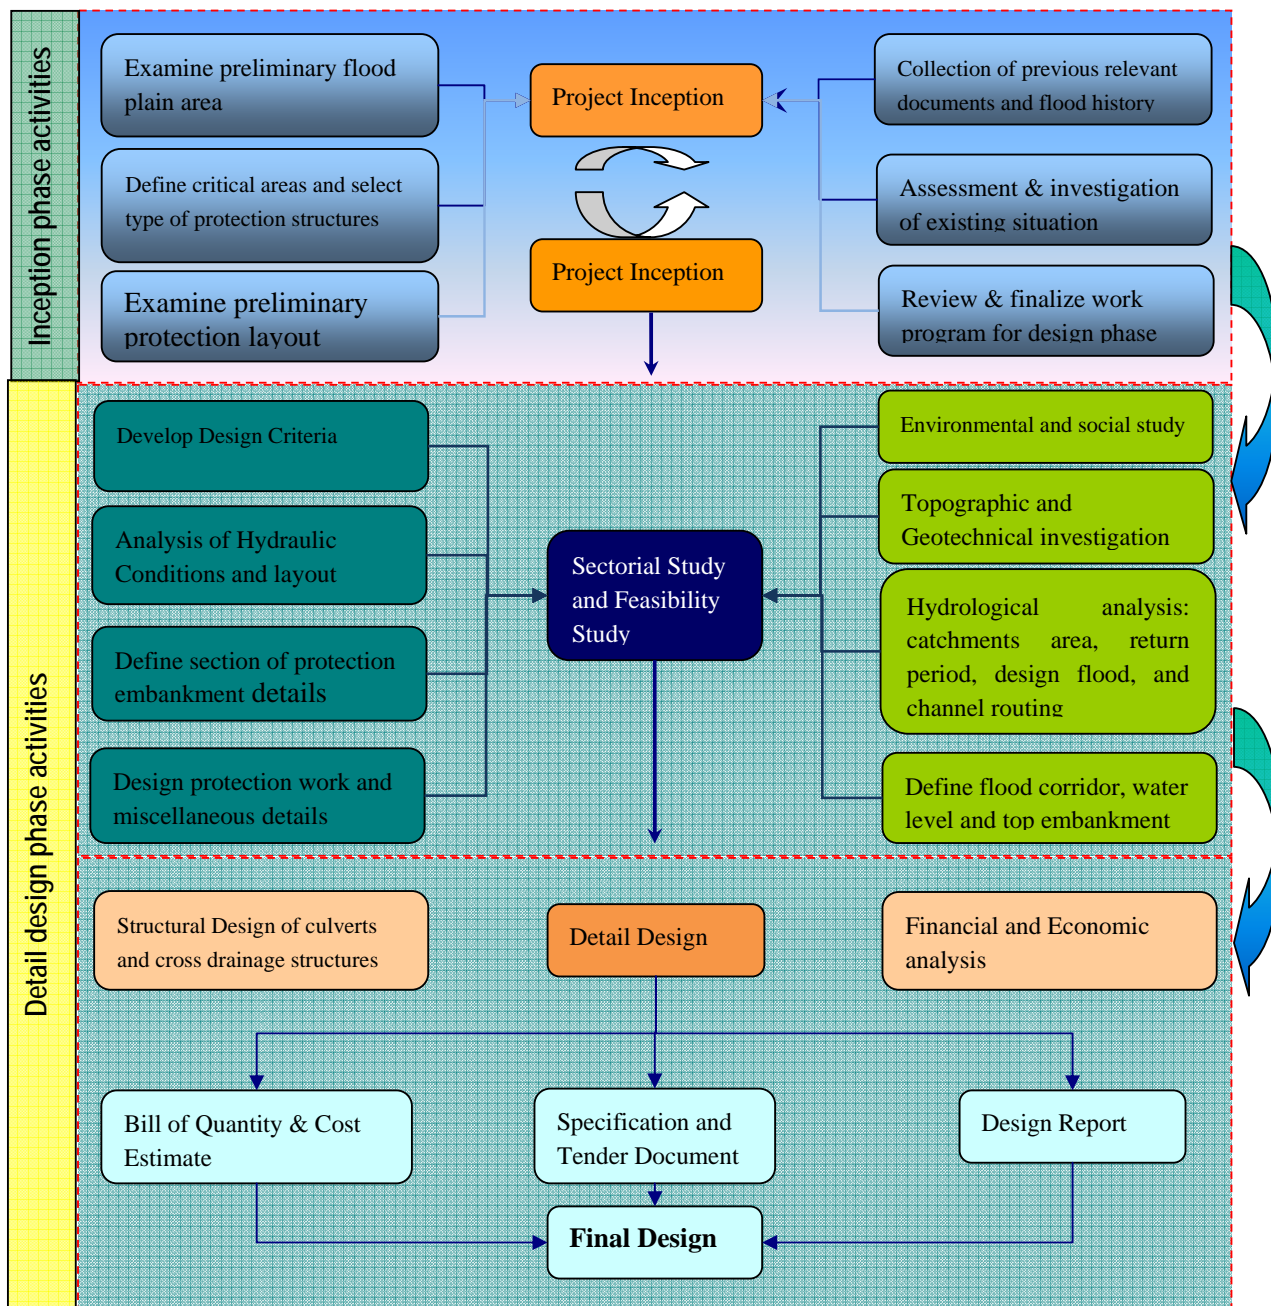 Inception phase activities
Examine preliminary flood
plain area
Define critical areas and select
type of protection structures
Examine preliminary
protection layout
Project Inception
Project Inception
Collection of previous relevant
documents and flood history
Assessment & investigation
of existing situation
Review & finalize work
program for design phase
Detail design phase activities
Develop Design Criteria
Analysis of Hydraulic
Conditions and layout
Define section of protection
embankment details
Design protection work and
miscellaneous details
Sectorial Study
and Feasibility
Study
Environmental and social study
Topographic and
Geotechnical investigation
Hydrological analysis:
catchments area, return
period, design flood, and
channel routing
Define flood corridor, water
level and top embankment
Structural Design of culverts
and cross drainage structures
Detail Design
Financial and Economic
analysis
Bill of Quantity & Cost
Estimate
Specification and
Tender Document
Design Report
Final Design